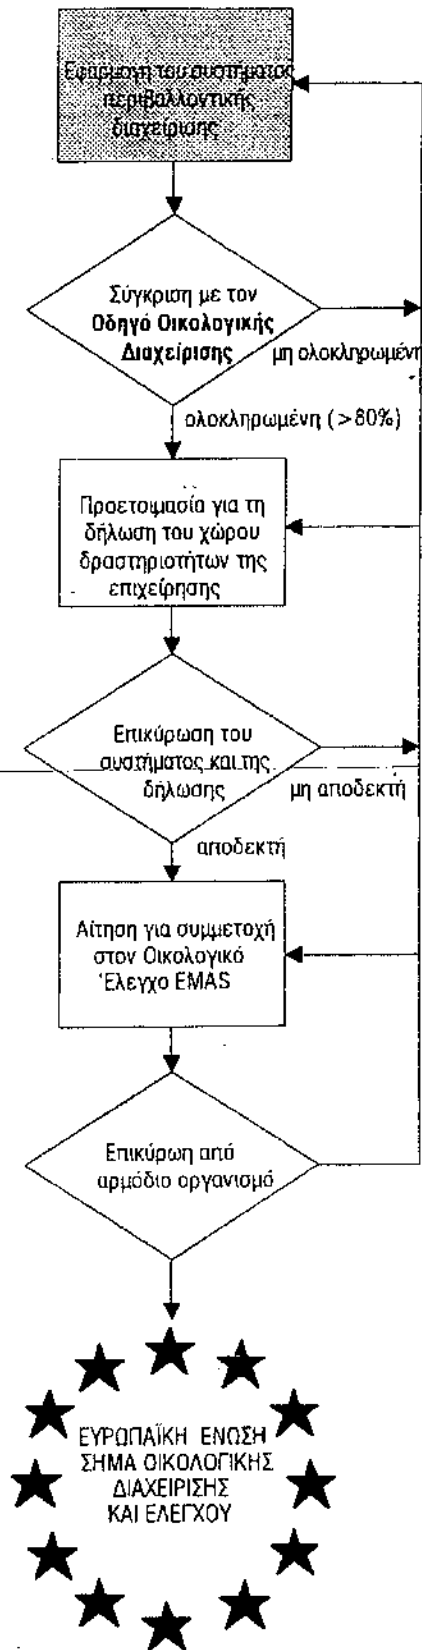 Εφαρμογή του συστήματος
περιβαλλοντικής
διαχείρισης
Σύγκριση με τον
Οδηγό Οικολογικής
Διαχείρισης
μη ολοκληρωμένη
ολοκληρωμένη (>80%)
Προετοιμασία για τη
δήλωση του χώρου
δραστηριοτήτων της
επιχείρησης
Επικύρωση του
συστήματος και της
δήλωσης
μη αποδεκτή
αποδεκτή
Αίτηση για συμμετοχή
στον Οικολογικό
Έλεγχο EMAS
Επικύρωη από
αρμόδιο οργανισμό
ΕΥΡΩΠΑΪΚΗ ΕΝΩΣΗ
ΣΗΜΑ ΟΙΚΟΛΟΓΙΚΗΣ
ΔΙΑΧΕΙΡΙΣΗΣ
ΚΑΙ ΕΛΕΓΧΟΥ